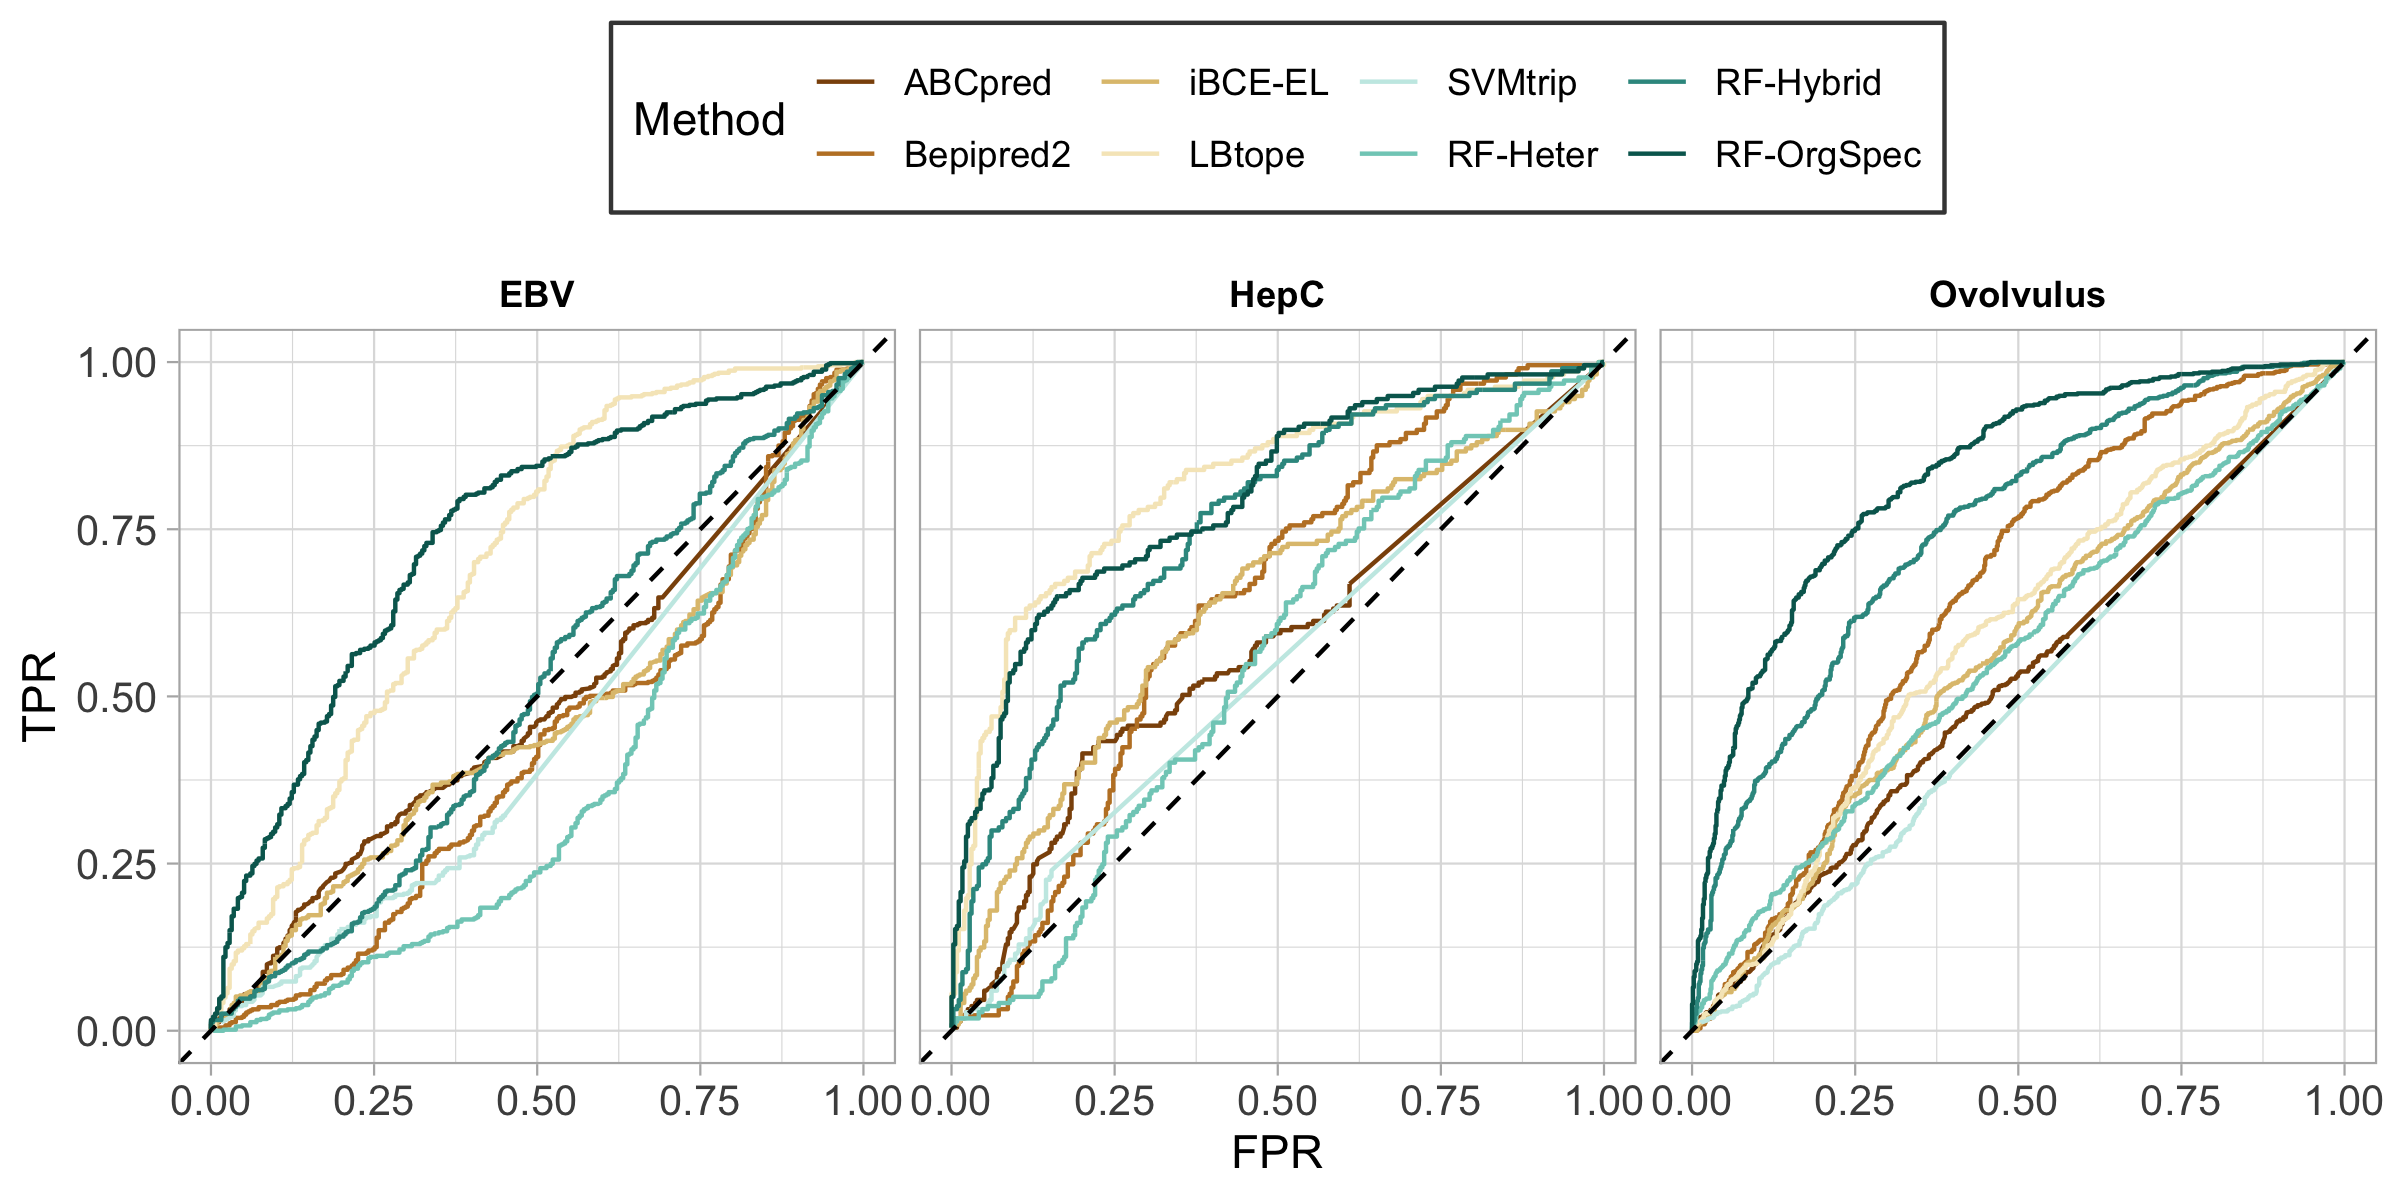 Method
ABCpred iBCE-EL SVMtrip RF-Hybrid
Bepipred2 LBtope RF-Heter RF-OrgSpec
EBV HepC Ovolvulus
TPR
1.00
0.75
0.50
0.25
0.00
0.00 0.25 0.50 0.75 1.00 0.00 0.25 0.50 0.75 1.00 0.00 0.25 0.50 0.75 1.00
FPR